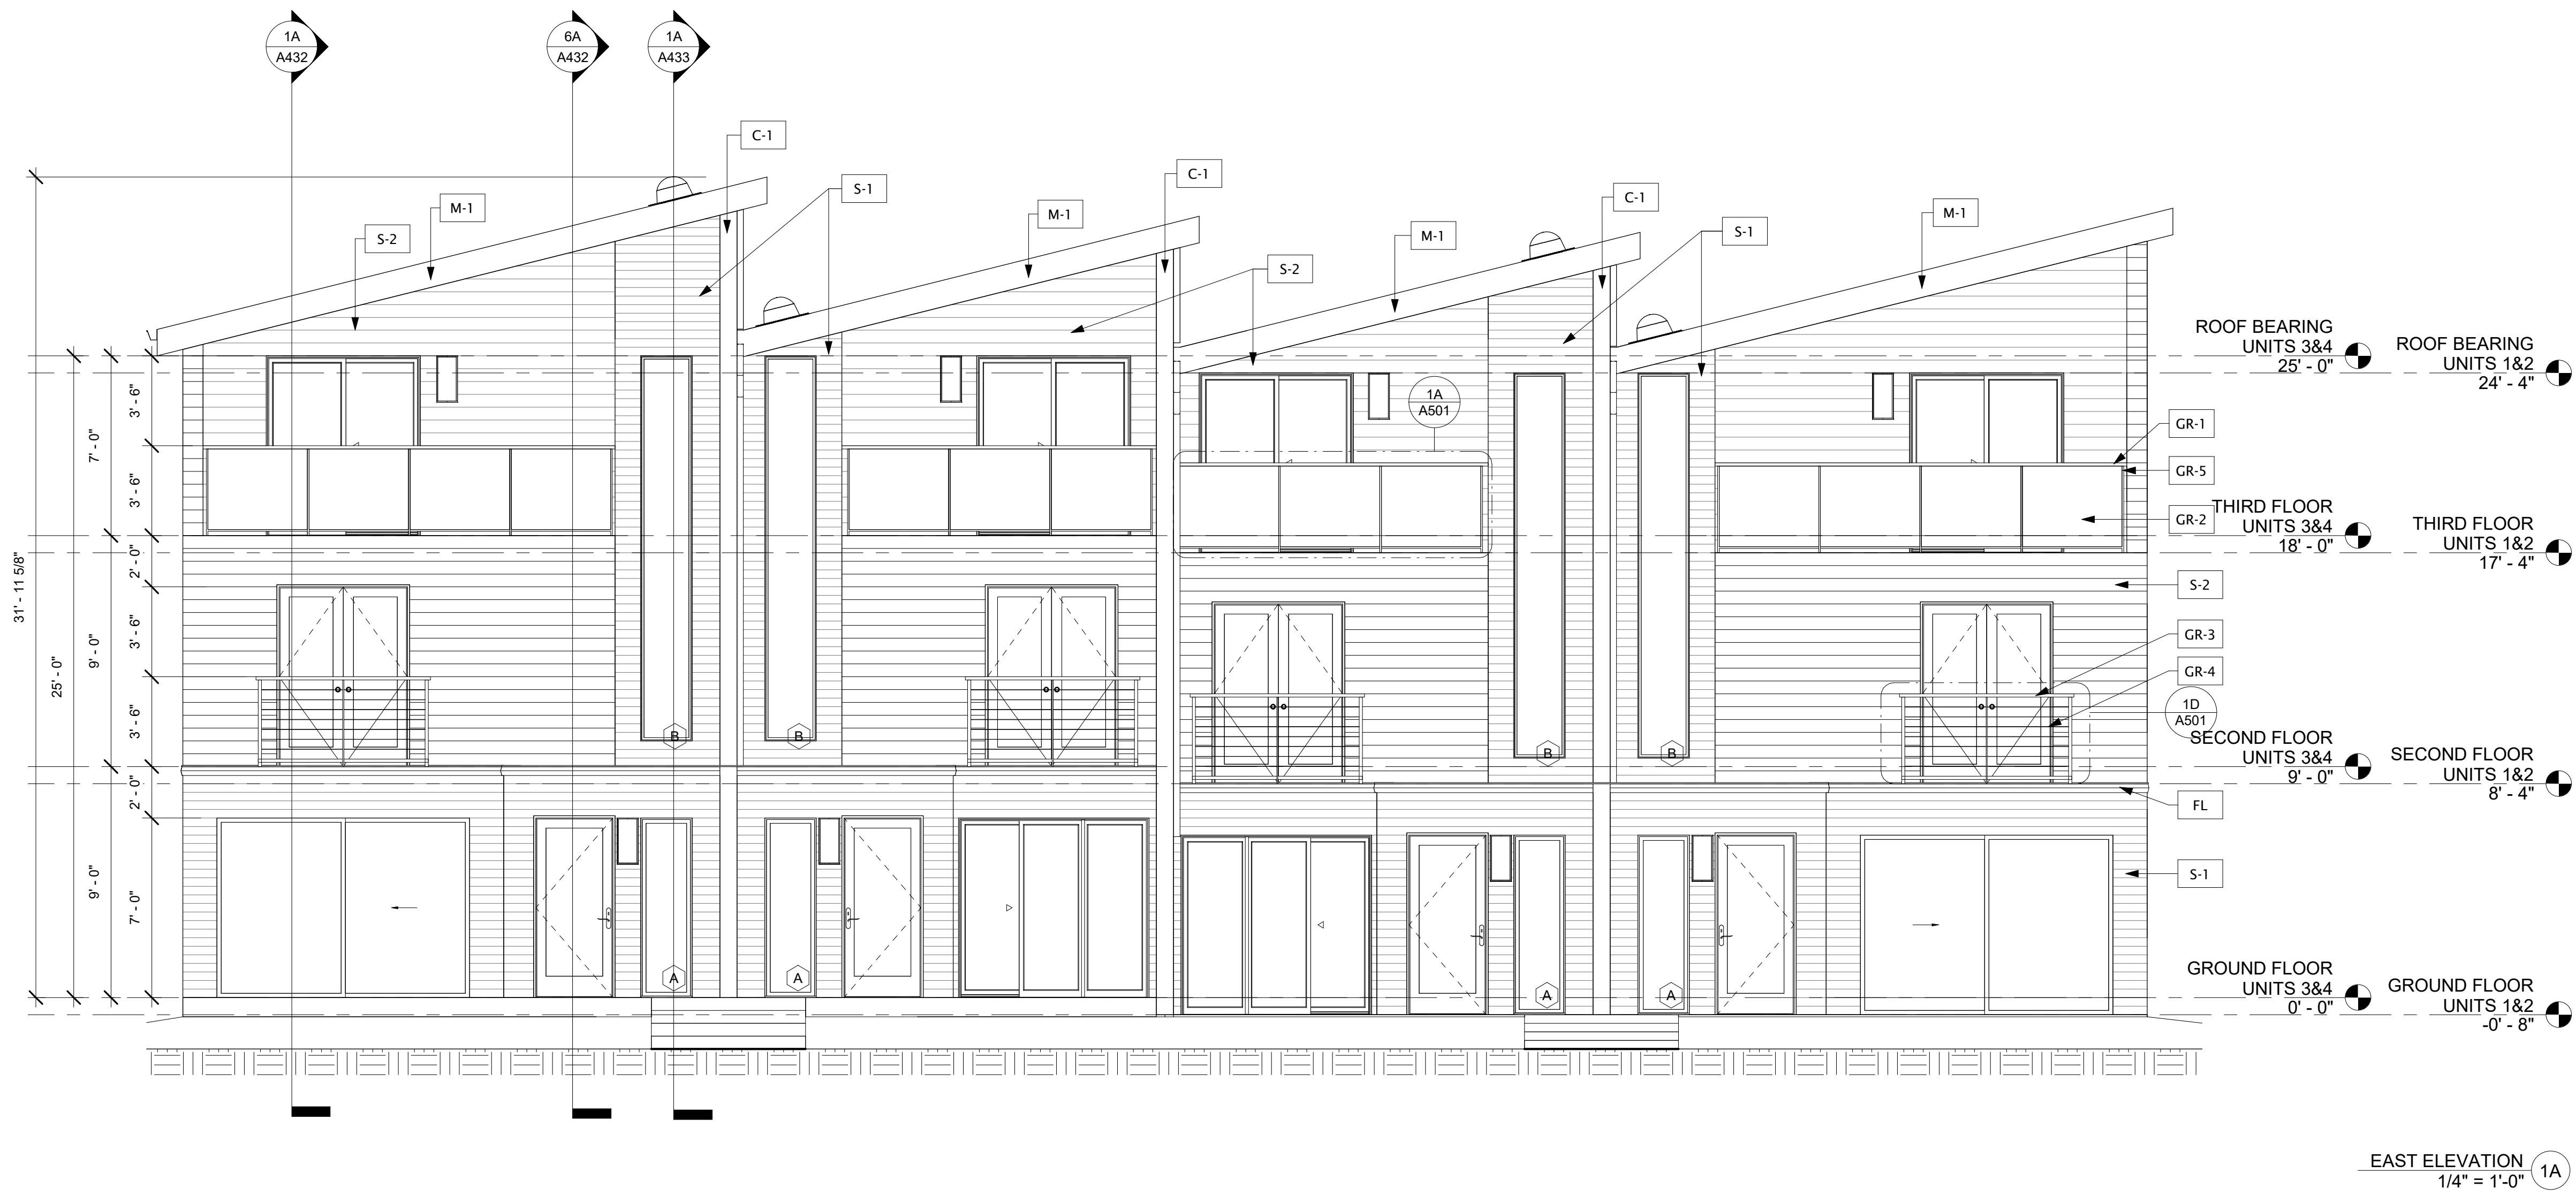 1A
A432
6A
A432
1A
A433
C-1
S-1
M-1
S-2
C-1
M-1
S-2
C-1
M-1
S-1
M-1
ROOF BEARING
UNITS 3&4
25' - 0"
ROOF BEARING
UNITS 1&2
24' - 4"
1A
A501
GR-1
GR-5
GR-2
THIRD FLOOR
UNITS 3&4
18' - 0"
THIRD FLOOR
UNITS 1&2
17' - 4"
S-2
GR-3
GR-4
1D
A501
SECOND FLOOR
UNITS 3&4
9' - 0"
SECOND FLOOR
UNITS 1&2
8' - 4"
FL
S-1
GROUND FLOOR
UNITS 3&4
0' - 0"
GROUND FLOOR
UNITS 1&2
-0' - 8"
31' - 11 5/8"
25' - 0"
7' - 0"
9' - 0"
9' - 0"
3' - 6"
3' - 6"
2' - 0"
3' - 6"
3' - 6"
2' - 0"
7' - 0"
B
B
B
B
A
A
A
A
EAST ELEVATION
1/4" = 1'-0"
1A